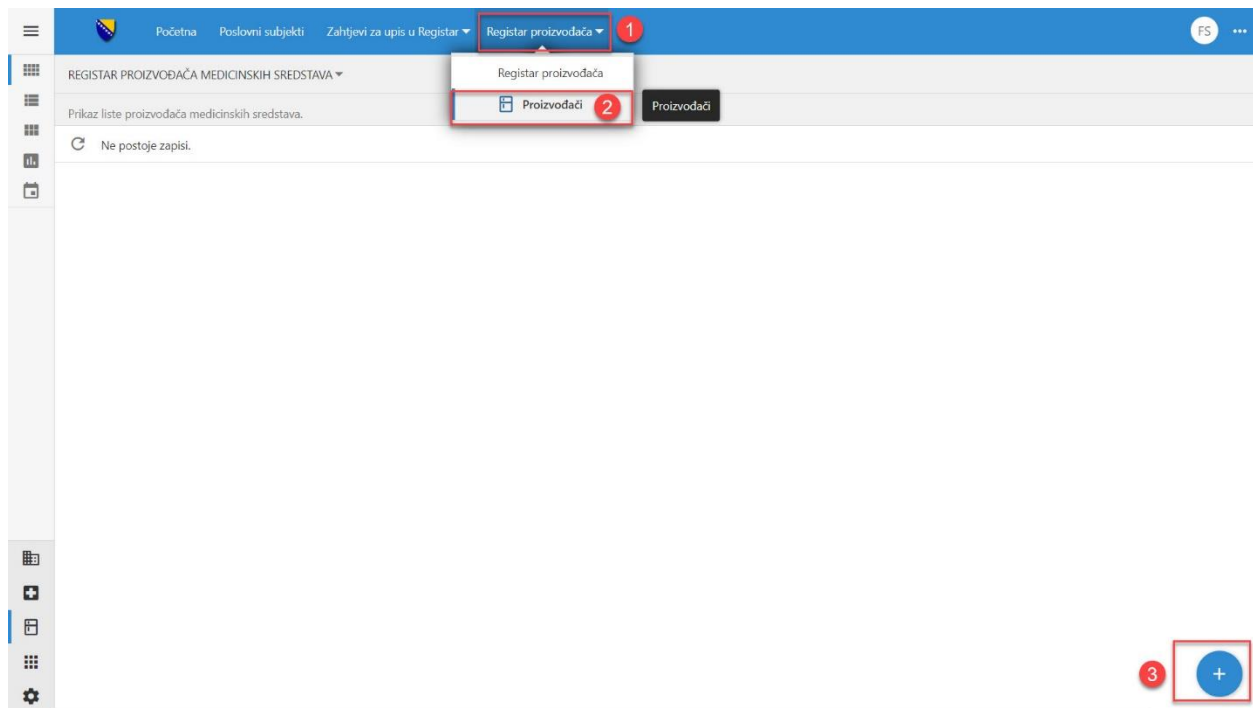 Početna Poslovni subjekti Zahtjevi za upis u Registar Registar proizvođača 1 FS
REGISTAR PROIZVOĐAČA MEDICINSKIH SREDSTAVA
Registar proizvođača
Prikaz liste proizvođača medicinskih sredstava.
Proizvođači 2 Proizvođači
Ne postoje zapisi.
3